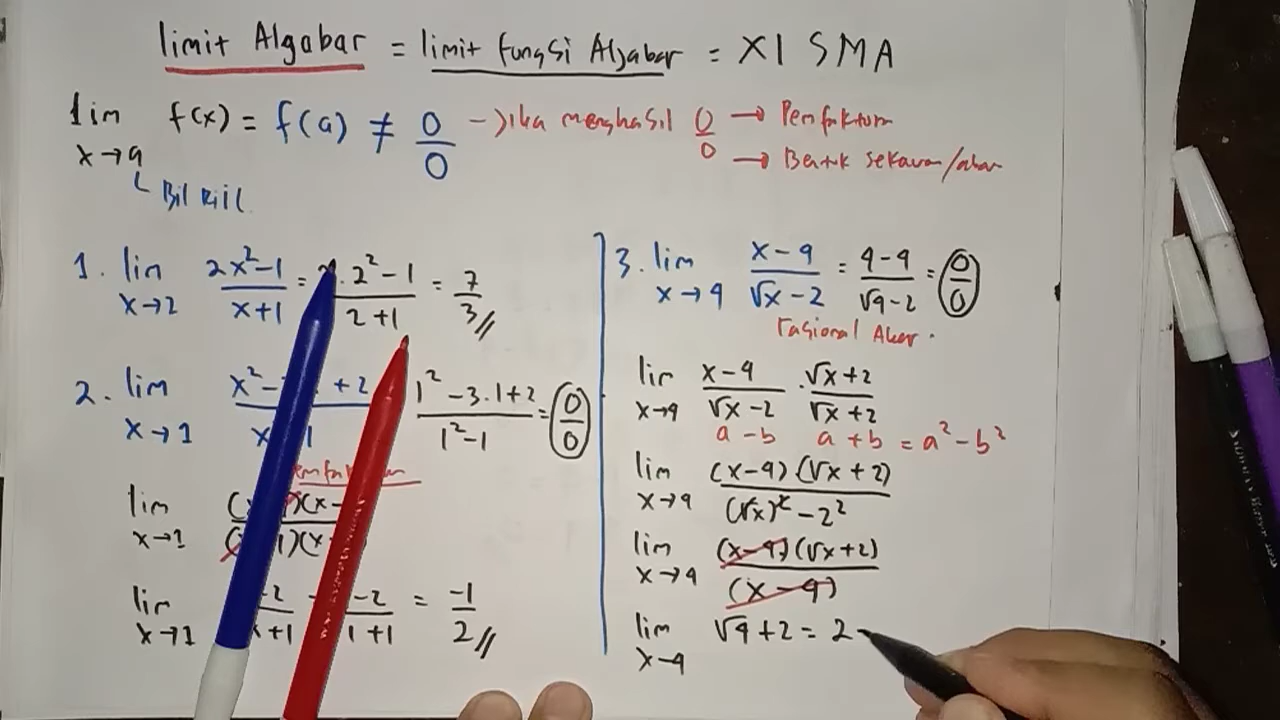 limit Algabar = limit fungsi Aljabar = XI SMA
lim x→a f(x) = f(a) ≠ 0/0 → Jika menghasil 0/0 → Pemfaktoran
→ sekawan/akar
Bil Riil
1. lim x→2 2x²-1/x+1 = . 2²-1/2+1 = 7/3
2. lim x→1 x²- +2/x 1 1²-3.1+2/1²-1 = 0/0
lim x→1 (x )(x-/( 1)(x
lim x→1 -2/x+1 -2/1+1 = -1/2
3. lim x→4 x-4/√x-2 = 4-4/√4-2 = 0/0
rasional Akar.
lim x→4 x-4/√x-2 . √x+2/√x+2
a-b a+b = a²-b²
lim x→4 (x-4)(√x+2)/(√x)²-2²
lim x→4 (x-4)(√x+2)/(x-4)
lim x→4 √4+2 = 2